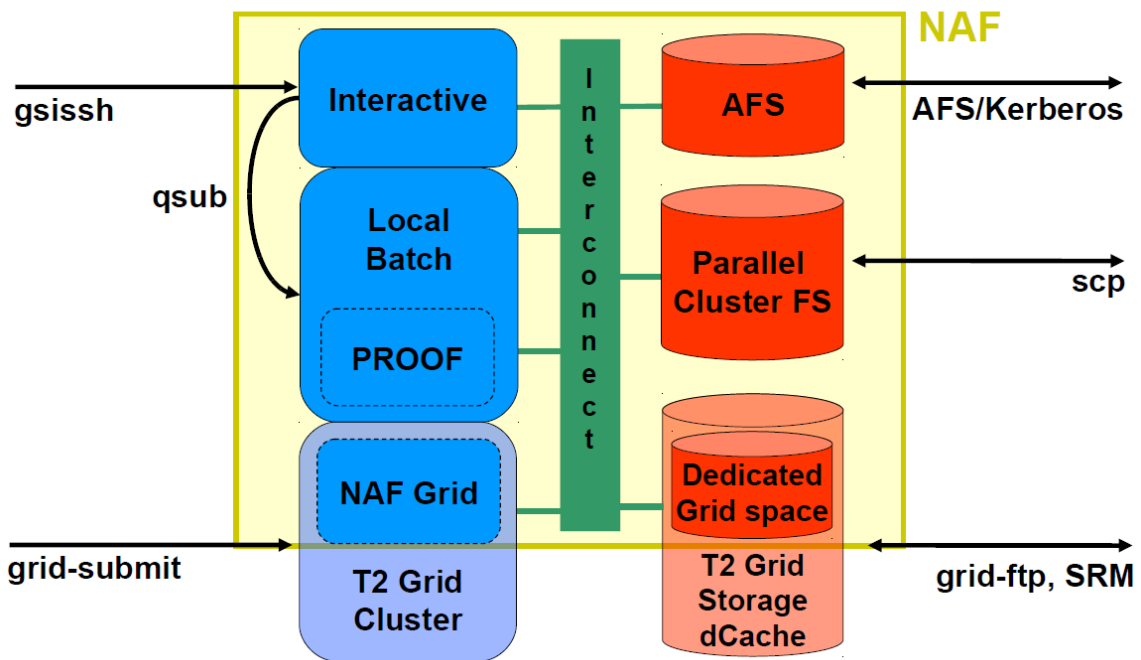 NAF
gsissh
Interactive
Interconnect
AFS
AFS/Kerberos
qsub
Local
Batch
PROOF
Parallel
Cluster FS
scp
NAF Grid
Dedicated
Grid space
grid-submit
T2 Grid
Cluster
T2 Grid
Storage
dCache
grid-ftp, SRM